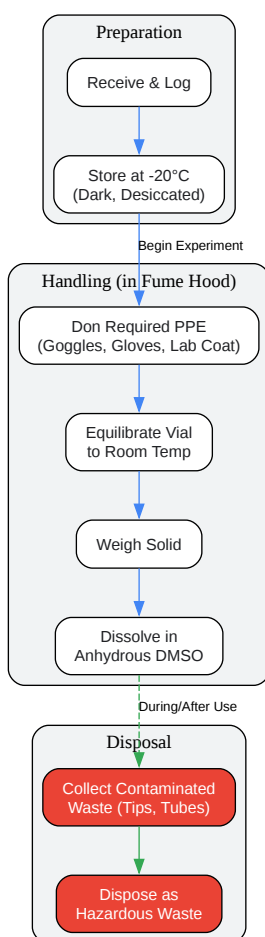 Preparation
Receive & Log
Store at -20°C
(Dark, Desiccated)
Begin Experiment
Handling (in Fume Hood)
Don Required PPE
(Goggles, Gloves, Lab Coat)
Equilibrate Vial
to Room Temp
Weigh Solid
Dissolve in
Anhydrous DMSO
During/After Use
Disposal
Collect Contaminated
Waste (Tips, Tubes)
Dispose as
Hazardous Waste